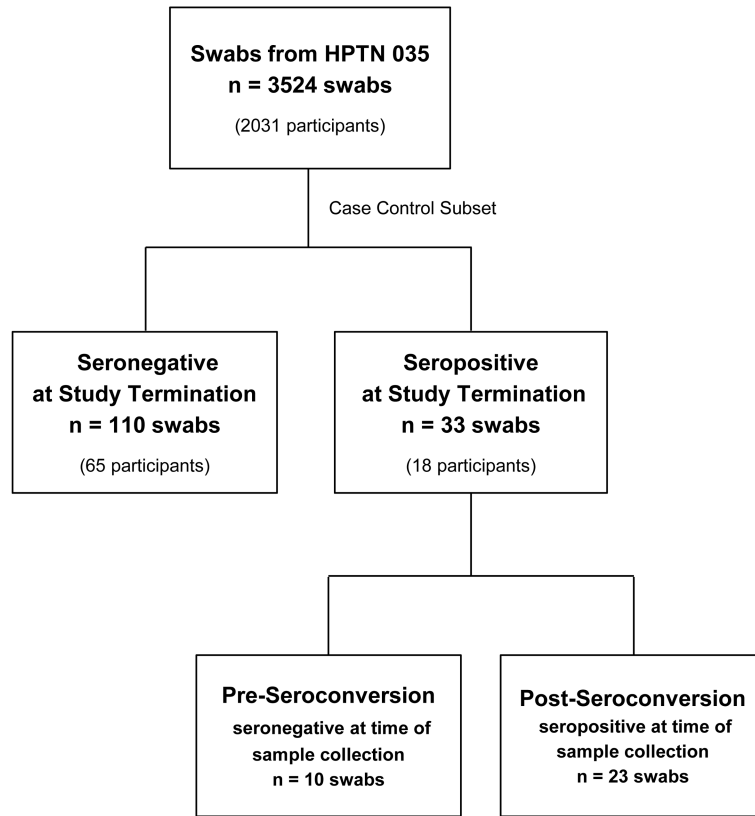 Swabs from HPTN 035
n = 3524 swabs
(2031 participants)
Case Control Subset
Seronegative
at Study Termination
n = 110 swabs
(65 participants)
Seropositive
at Study Termination
n = 33 swabs
(18 participants)
Pre-Seroconversion
seronegative at time of
sample collection
n = 10 swabs
Post-Seroconversion
seropositive at time of
sample collection
n = 23 swabs